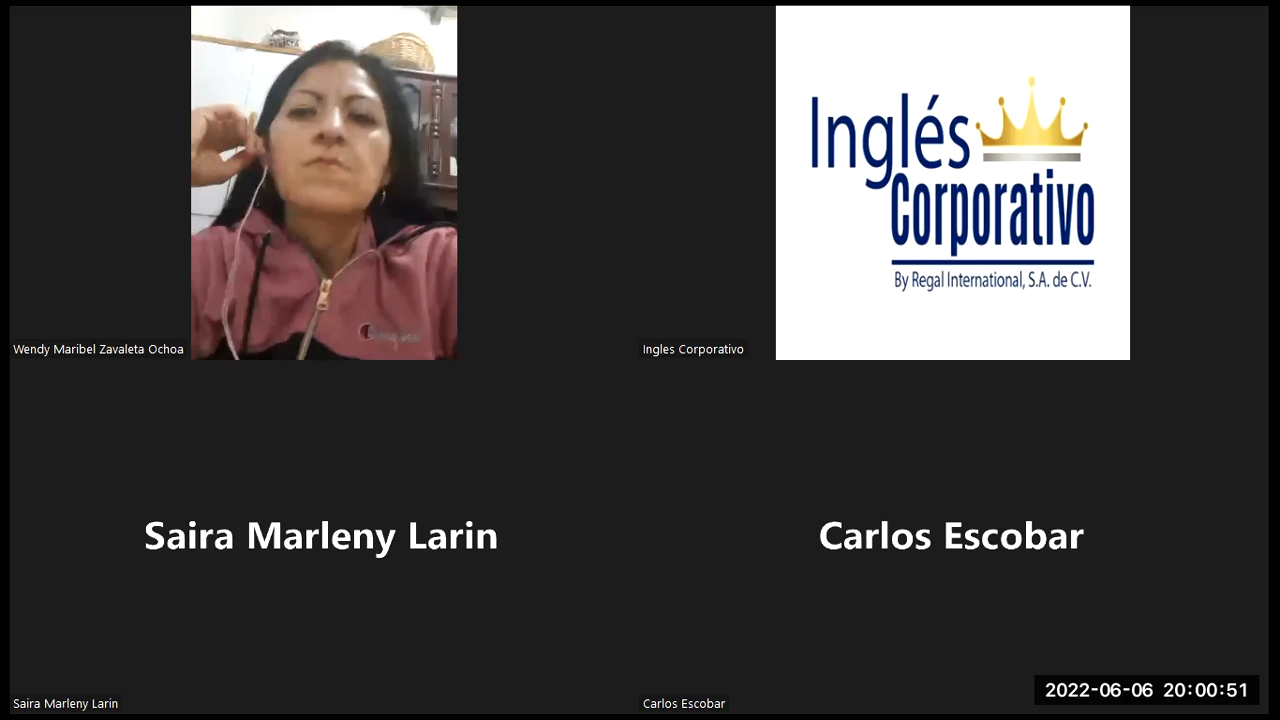 Inglés
Corporativo
By Regal International, S.A. de C.V.
Wendy Maribel Zavaleta Ochoa
Ingles Corporativo
Saira Marleny Larin
Carlos Escobar
Saira Marleny Larin
Carlos Escobar
2022-06-06 20:00:51